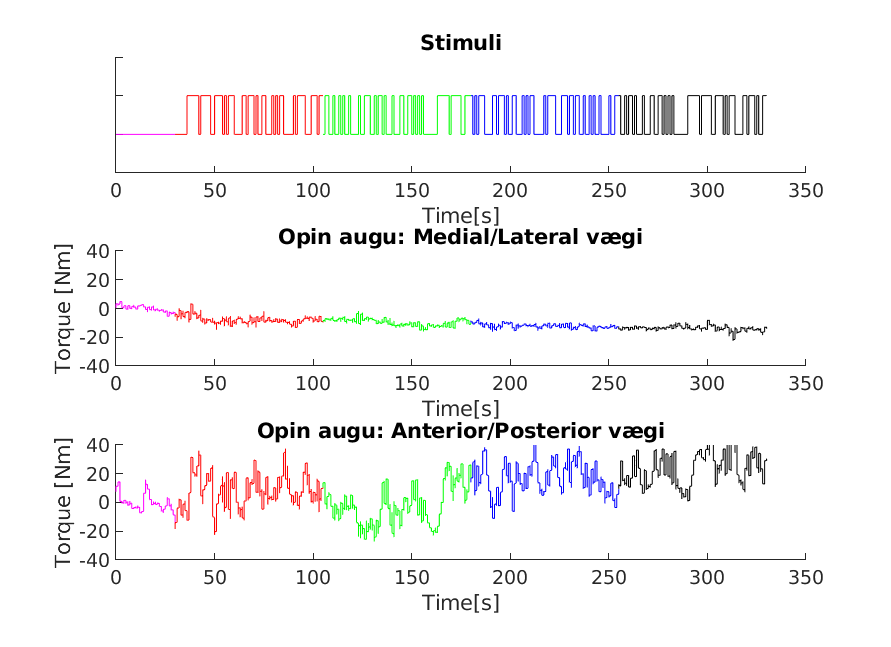 Stimuli
0 50 100 150 200 250 300 350
Time[s]
Opin augu: Medial/Lateral vægi
Torque [Nm]
40
20
0
-20
-40
0 50 100 150 200 250 300 350
Time[s]
Opin augu: Anterior/Posterior vægi
Torque [Nm]
40
20
0
-20
-40
0 50 100 150 200 250 300 350
Time[s]